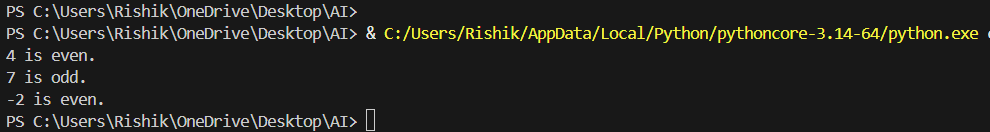 PS C:\Users\Rishik\OneDrive\Desktop\AI>
PS C:\Users\Rishik\OneDrive\Desktop\AI> & C:/Users/Rishik/AppData/Local/Python/pythoncore-3.14-64/python.exe
4 is even.
7 is odd.
-2 is even.
PS C:\Users\Rishik\OneDrive\Desktop\AI>